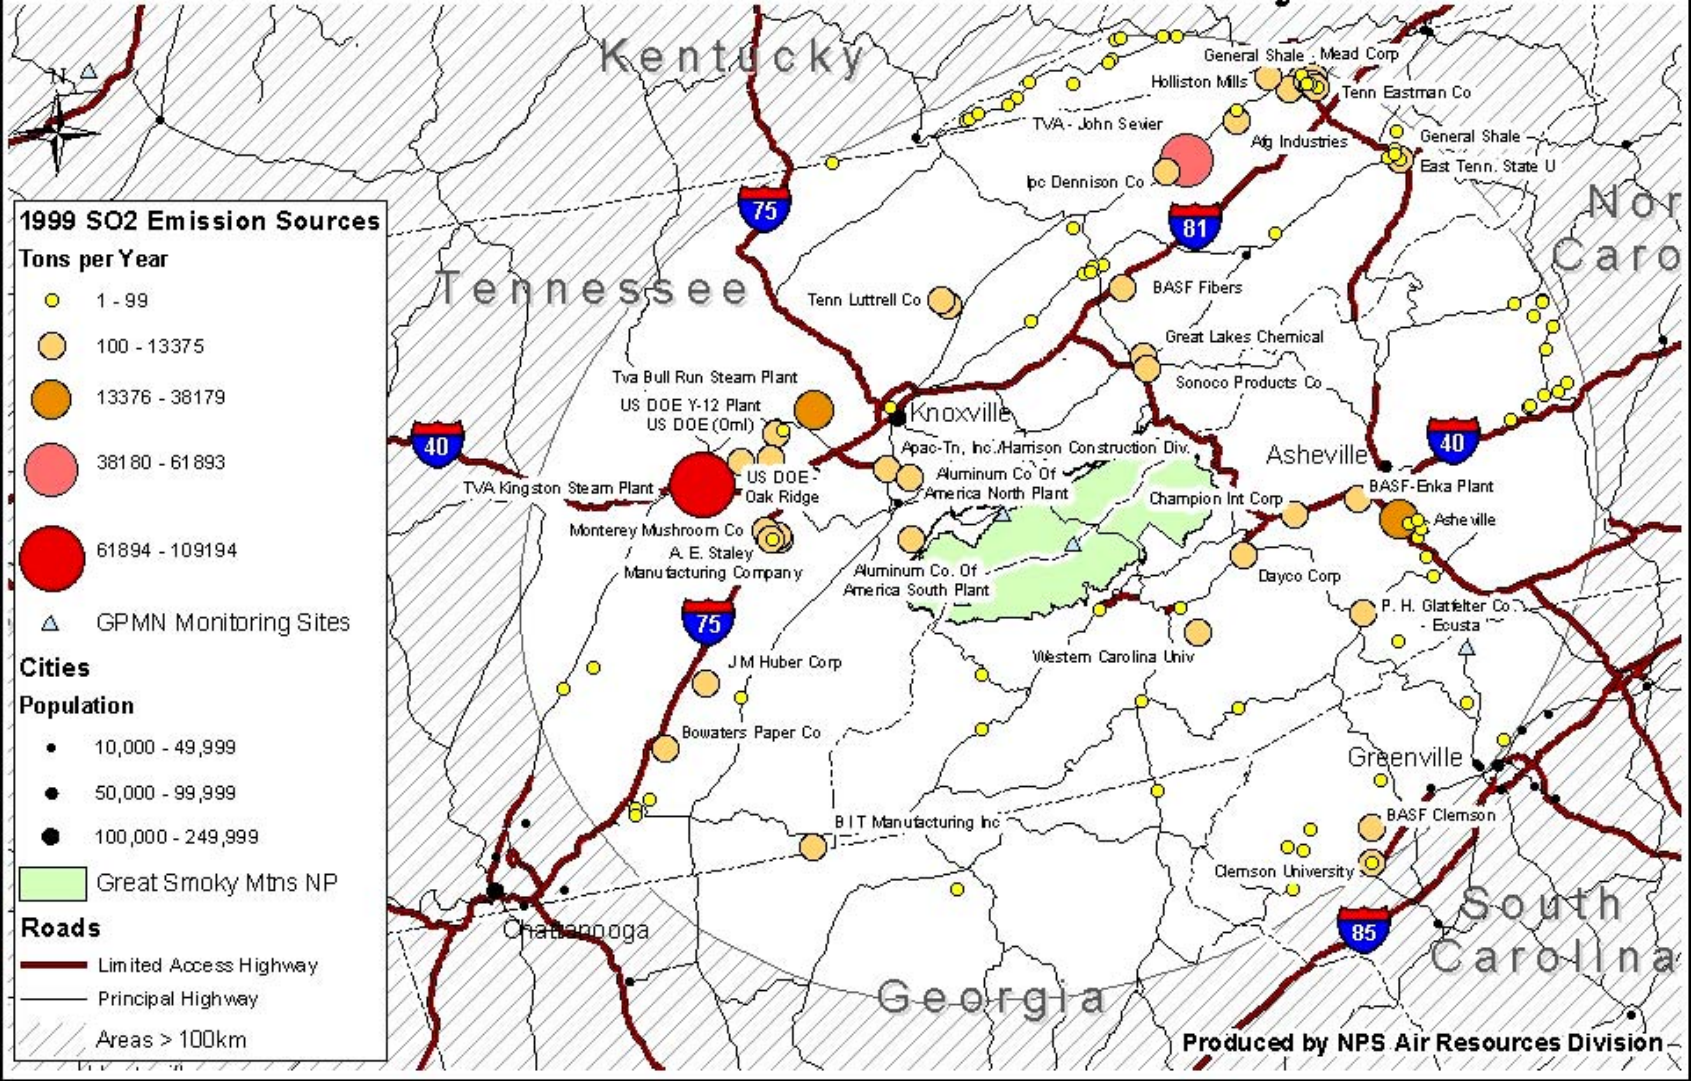 Kentucky
N
General Shale - Mead Corp
Holliston Mills
Tenn Eastman Co
TVA - John Sevier
Afg Industries
General Shale
East Tenn. State U
Ipc Dennison Co
75
81
Nor
Caro
Tennessee
1999 SO2 Emission Sources
Tons per Year
1 - 99
100 - 13375
13376 - 38179
38180 - 61893
61894 - 109194
GPMN Monitoring Sites
Cities
Population
10,000 - 49,999
50,000 - 99,999
100,000 - 249,999
Great Smoky Mtns NP
Roads
Limited Access Highway
Principal Highway
Areas > 100km
Tenn Luttrell Co
BASF Fibers
Great Lakes Chemical
Sonoco Products Co
Tva Bull Run Steam Plant
US DOE Y-12 Plant
US DOE (Ornl)
Knoxville
40
Apac-Tn, Inc./Harrison Construction Div.
Asheville
40
TVA Kingston Steam Plant
US DOE -
Oak Ridge
Aluminum Co Of
America North Plant
Champion Int Corp
BASF-Enka Plant
Asheville
Monterey Mushroom Co
A. E. Staley
Manufacturing Company
Aluminum Co. Of
America South Plant
Dayco Corp
75
P. H. Glatfelter Co.
- Ecusta
Western Carolina Univ
J M Huber Corp
Bowaters Paper Co
Greenville
B I T Manufacturing Inc
BASF Clemson
Clemson University
Chattanooga
85
South
Carolina
Georgia
Produced by NPS Air Resources Division